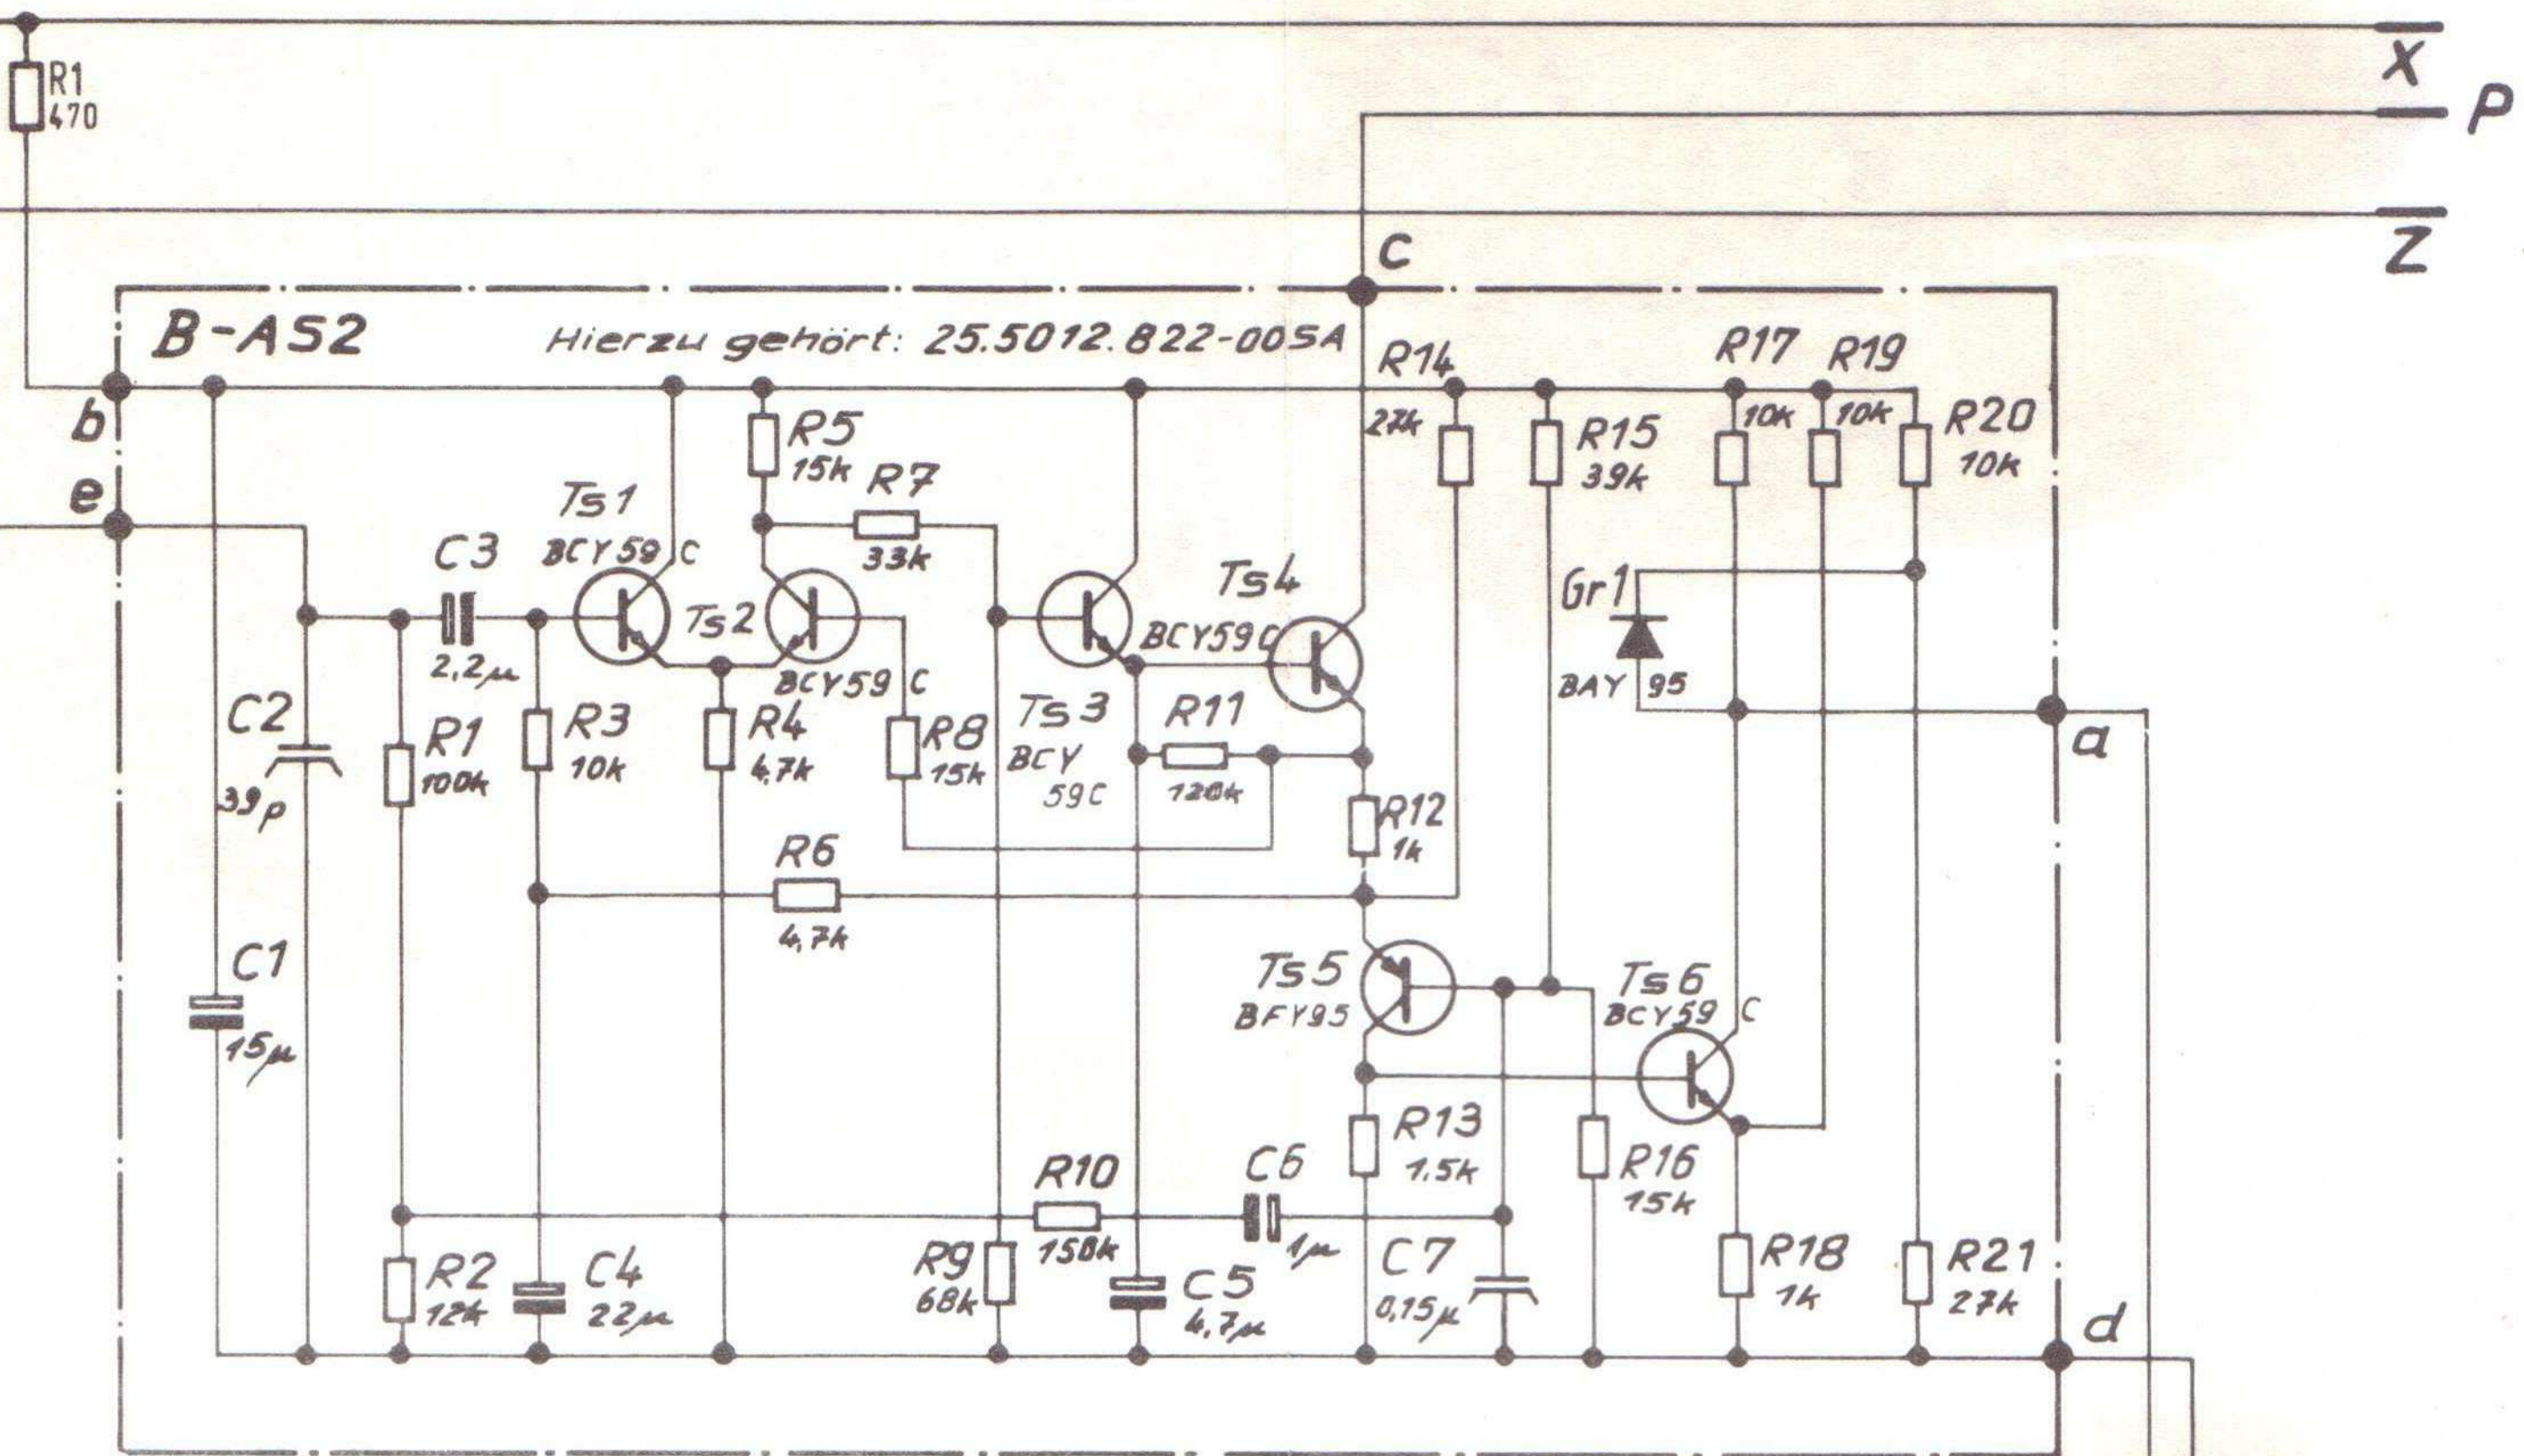 X
R1
470
P
Z
c
B-AS2
Hierzu gehört: 25.5012.822-00SA
b
e
R14
27k
R17
10k
R19
10k
R20
10k
R5
15k
R7
33k
R15
39k
Ts1
BCY59 C
C3
2,2µ
Ts2
BCY59 C
Ts4
BCY59C
Gr1
BAY 95
C2
39p
R1
100k
R3
10k
R4
4,7k
R8
15k
Ts3
BCY
59C
R11
120k
a
R12
1k
R6
4,7k
C1
15µ
Ts5
BFY95
Ts6
BCY59 C
R13
1,5k
R16
15k
R10
150k
C6
1µ
R2
12k
C4
22µ
R9
68k
C5
4,7µ
C7
0,15µ
R18
1k
R21
27k
d